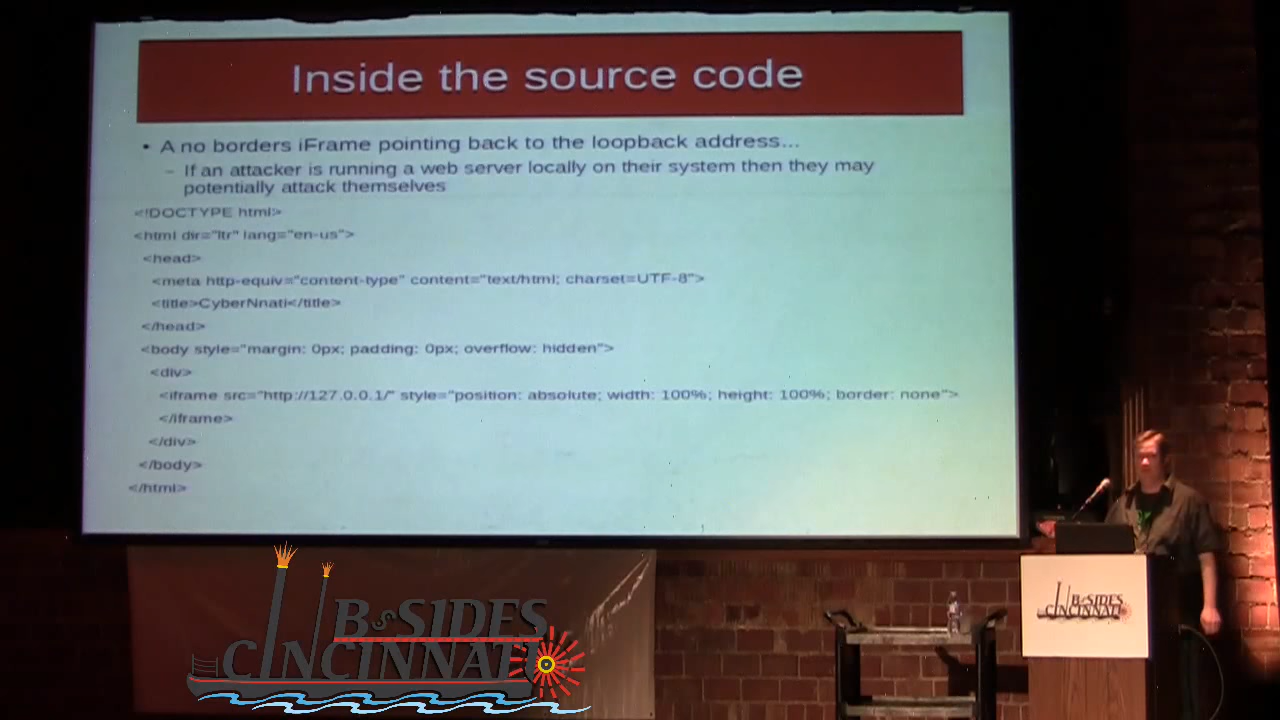 Inside the source code
• A no borders iFrame pointing back to the loopback address...
– If an attacker is running a web server locally on their system then they may
potentially attack themselves
<!DOCTYPE html>
<html dir="ltr" lang="en-us">
<head>
<meta http-equiv="content-type" content="text/html; charset=UTF-8">
<title>CyberNnati</title>
</head>
<body style="margin: 0px; padding: 0px; overflow: hidden">
<div>
<iframe src="http://127.0.0.1/" style="position: absolute; width: 100%; height: 100%; border: none">
</iframe>
</div>
</body>
</html>
B SIDES
CINCINNATI
B SIDES
CINCINNATI